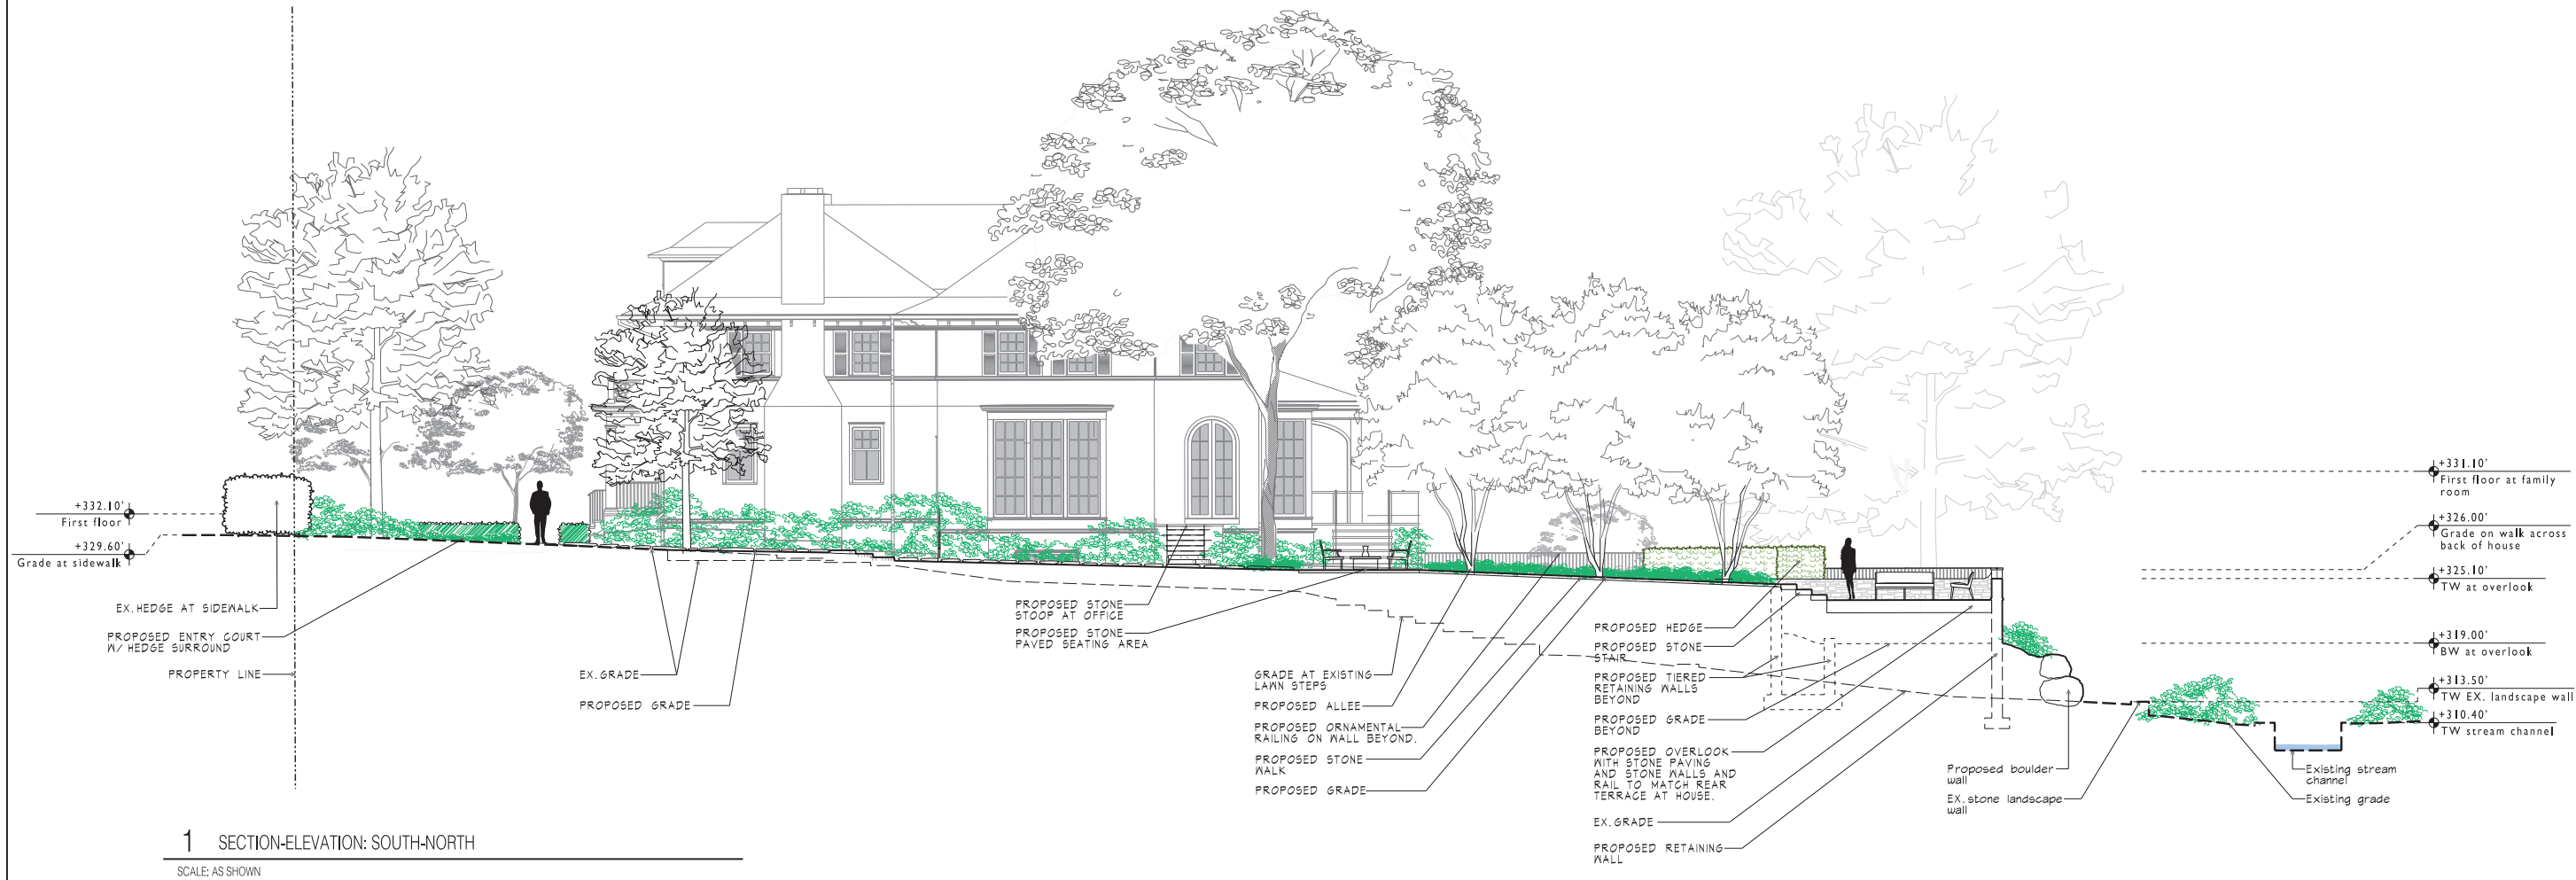 +332.10'
First floor
+329.60'
Grade at sidewalk
EX.HEDGE AT SIDEWALK
PROPOSED ENTRY COURT
W/ HEDGE SURROUND
PROPERTY LINE
EX.GRADE
PROPOSED GRADE
PROPOSED STONE
STOOP AT OFFICE
PROPOSED STONE
PAVED SEATING AREA
GRADE AT EXISTING
LAWN STEPS
PROPOSED ALLEE
PROPOSED ORNAMENTAL
RAILING ON WALL BEYOND.
PROPOSED STONE
WALK
PROPOSED GRADE
PROPOSED HEDGE
PROPOSED STONE
STAIR
PROPOSED TIERED
RETAINING WALLS
BEYOND
PROPOSED GRADE
BEYOND
PROPOSED OVERLOOK
WITH STONE PAVING
AND STONE WALLS AND
RAIL TO MATCH REAR
TERRACE AT HOUSE.
EX.GRADE
PROPOSED RETAINING
WALL
Proposed boulder
wall
EX.stone landscape
wall
Existing stream
channel
Existing grade
+331.10'
First floor at family
room
+326.00'
Grade on walk across
back of house
+325.10'
TW at overlook
+319.00'
BW at overlook
+313.50'
TW EX. landscape wall
+310.40'
TW stream channel
1 SECTION-ELEVATION: SOUTH-NORTH
SCALE: AS SHOWN